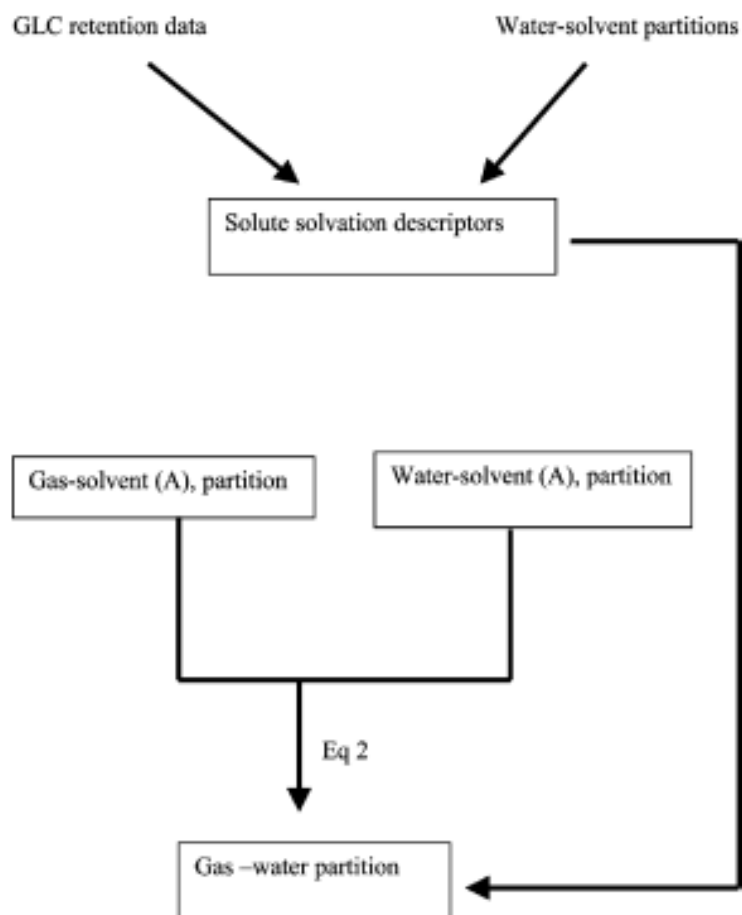 GLC retention data
Water-solvent partitions
Solute solvation descriptors
Gas-solvent (A), partition
Water-solvent (A), partition
Eq 2
Gas –water partition